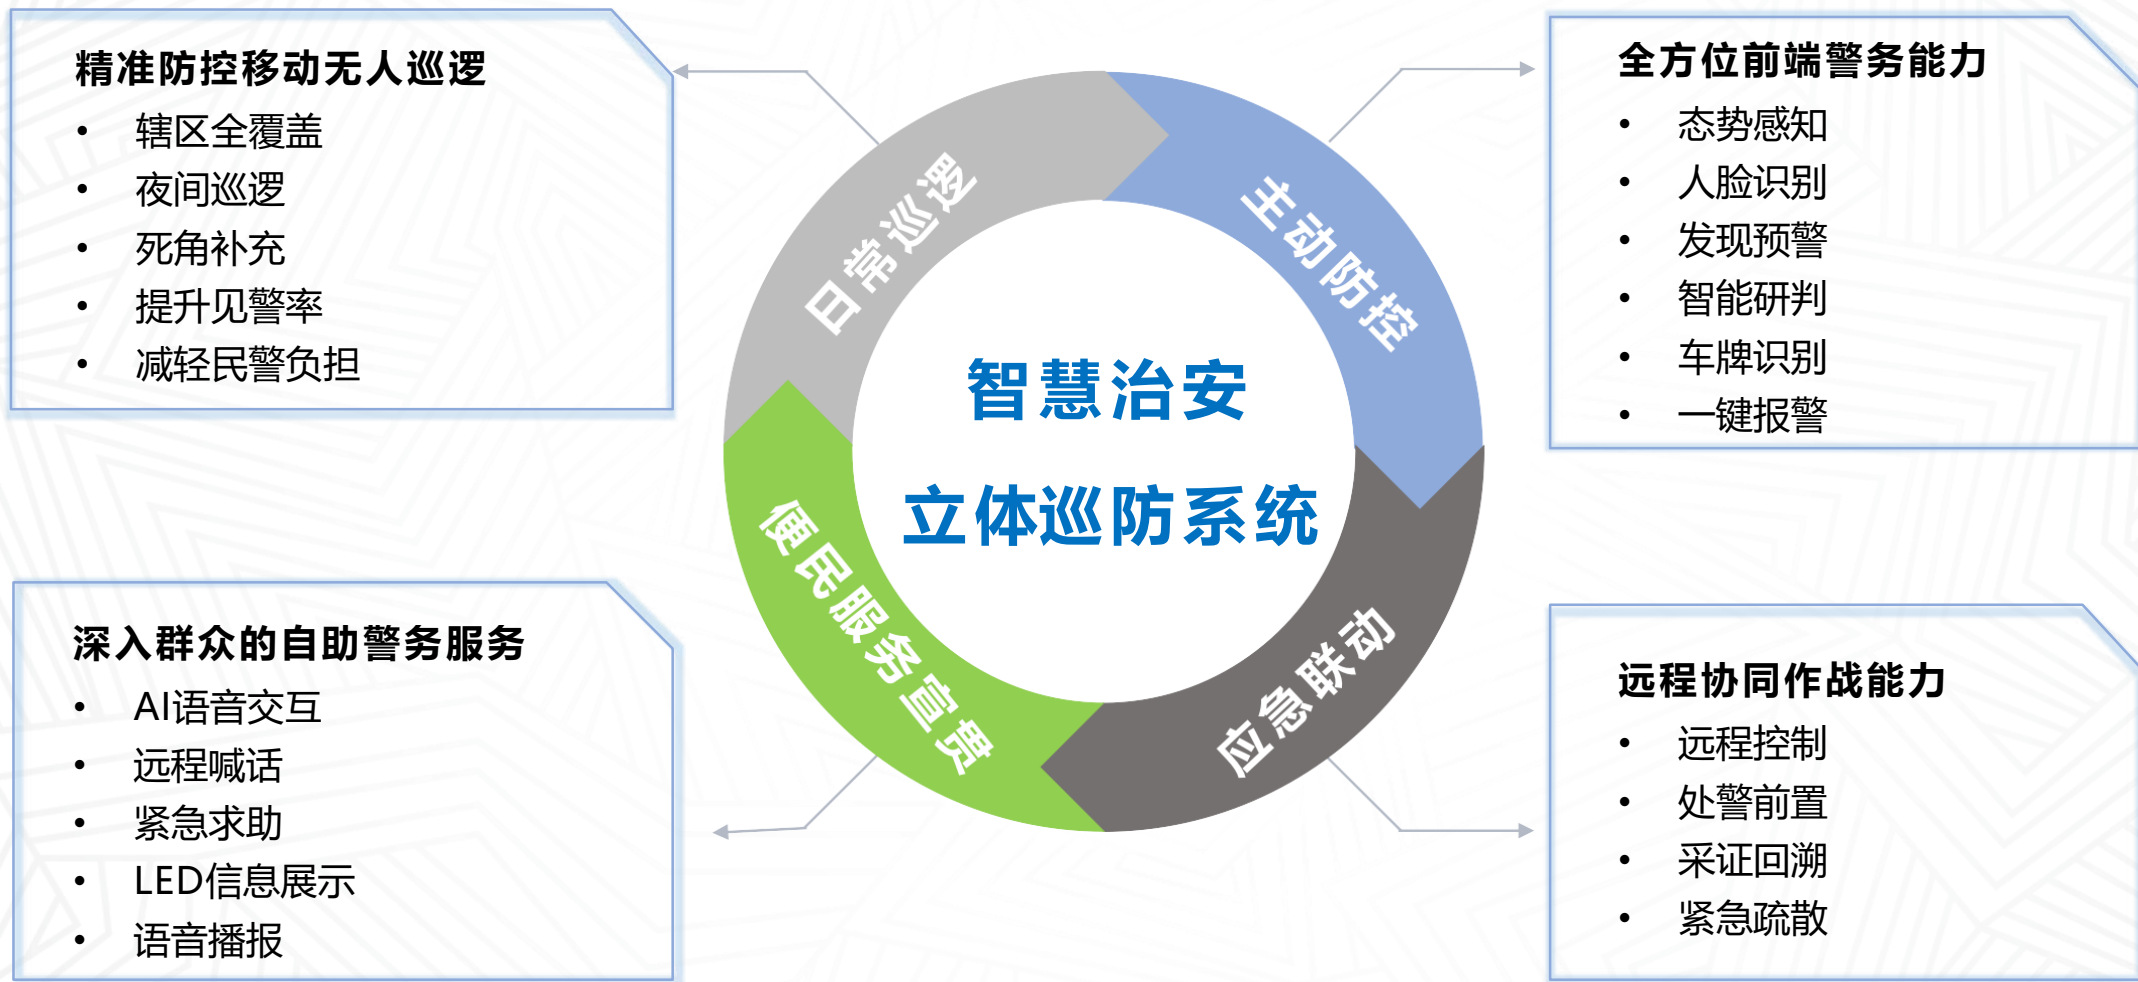 精准防控移动无人巡逻
• 辖区全覆盖
• 夜间巡逻
• 死角补充
• 提升见警率
• 减轻民警负担
全方位前端警务能力
• 态势感知
• 人脸识别
• 发现预警
• 智能研判
• 车牌识别
• 一键报警
日常巡逻
主动防控
智慧治安
立体巡防系统
便民服务宣贯
应急联动
深入群众的自助警务服务
• AI语音交互
• 远程喊话
• 紧急求助
• LED信息展示
• 语音播报
远程协同作战能力
• 远程控制
• 处警前置
• 采证回溯
• 紧急疏散